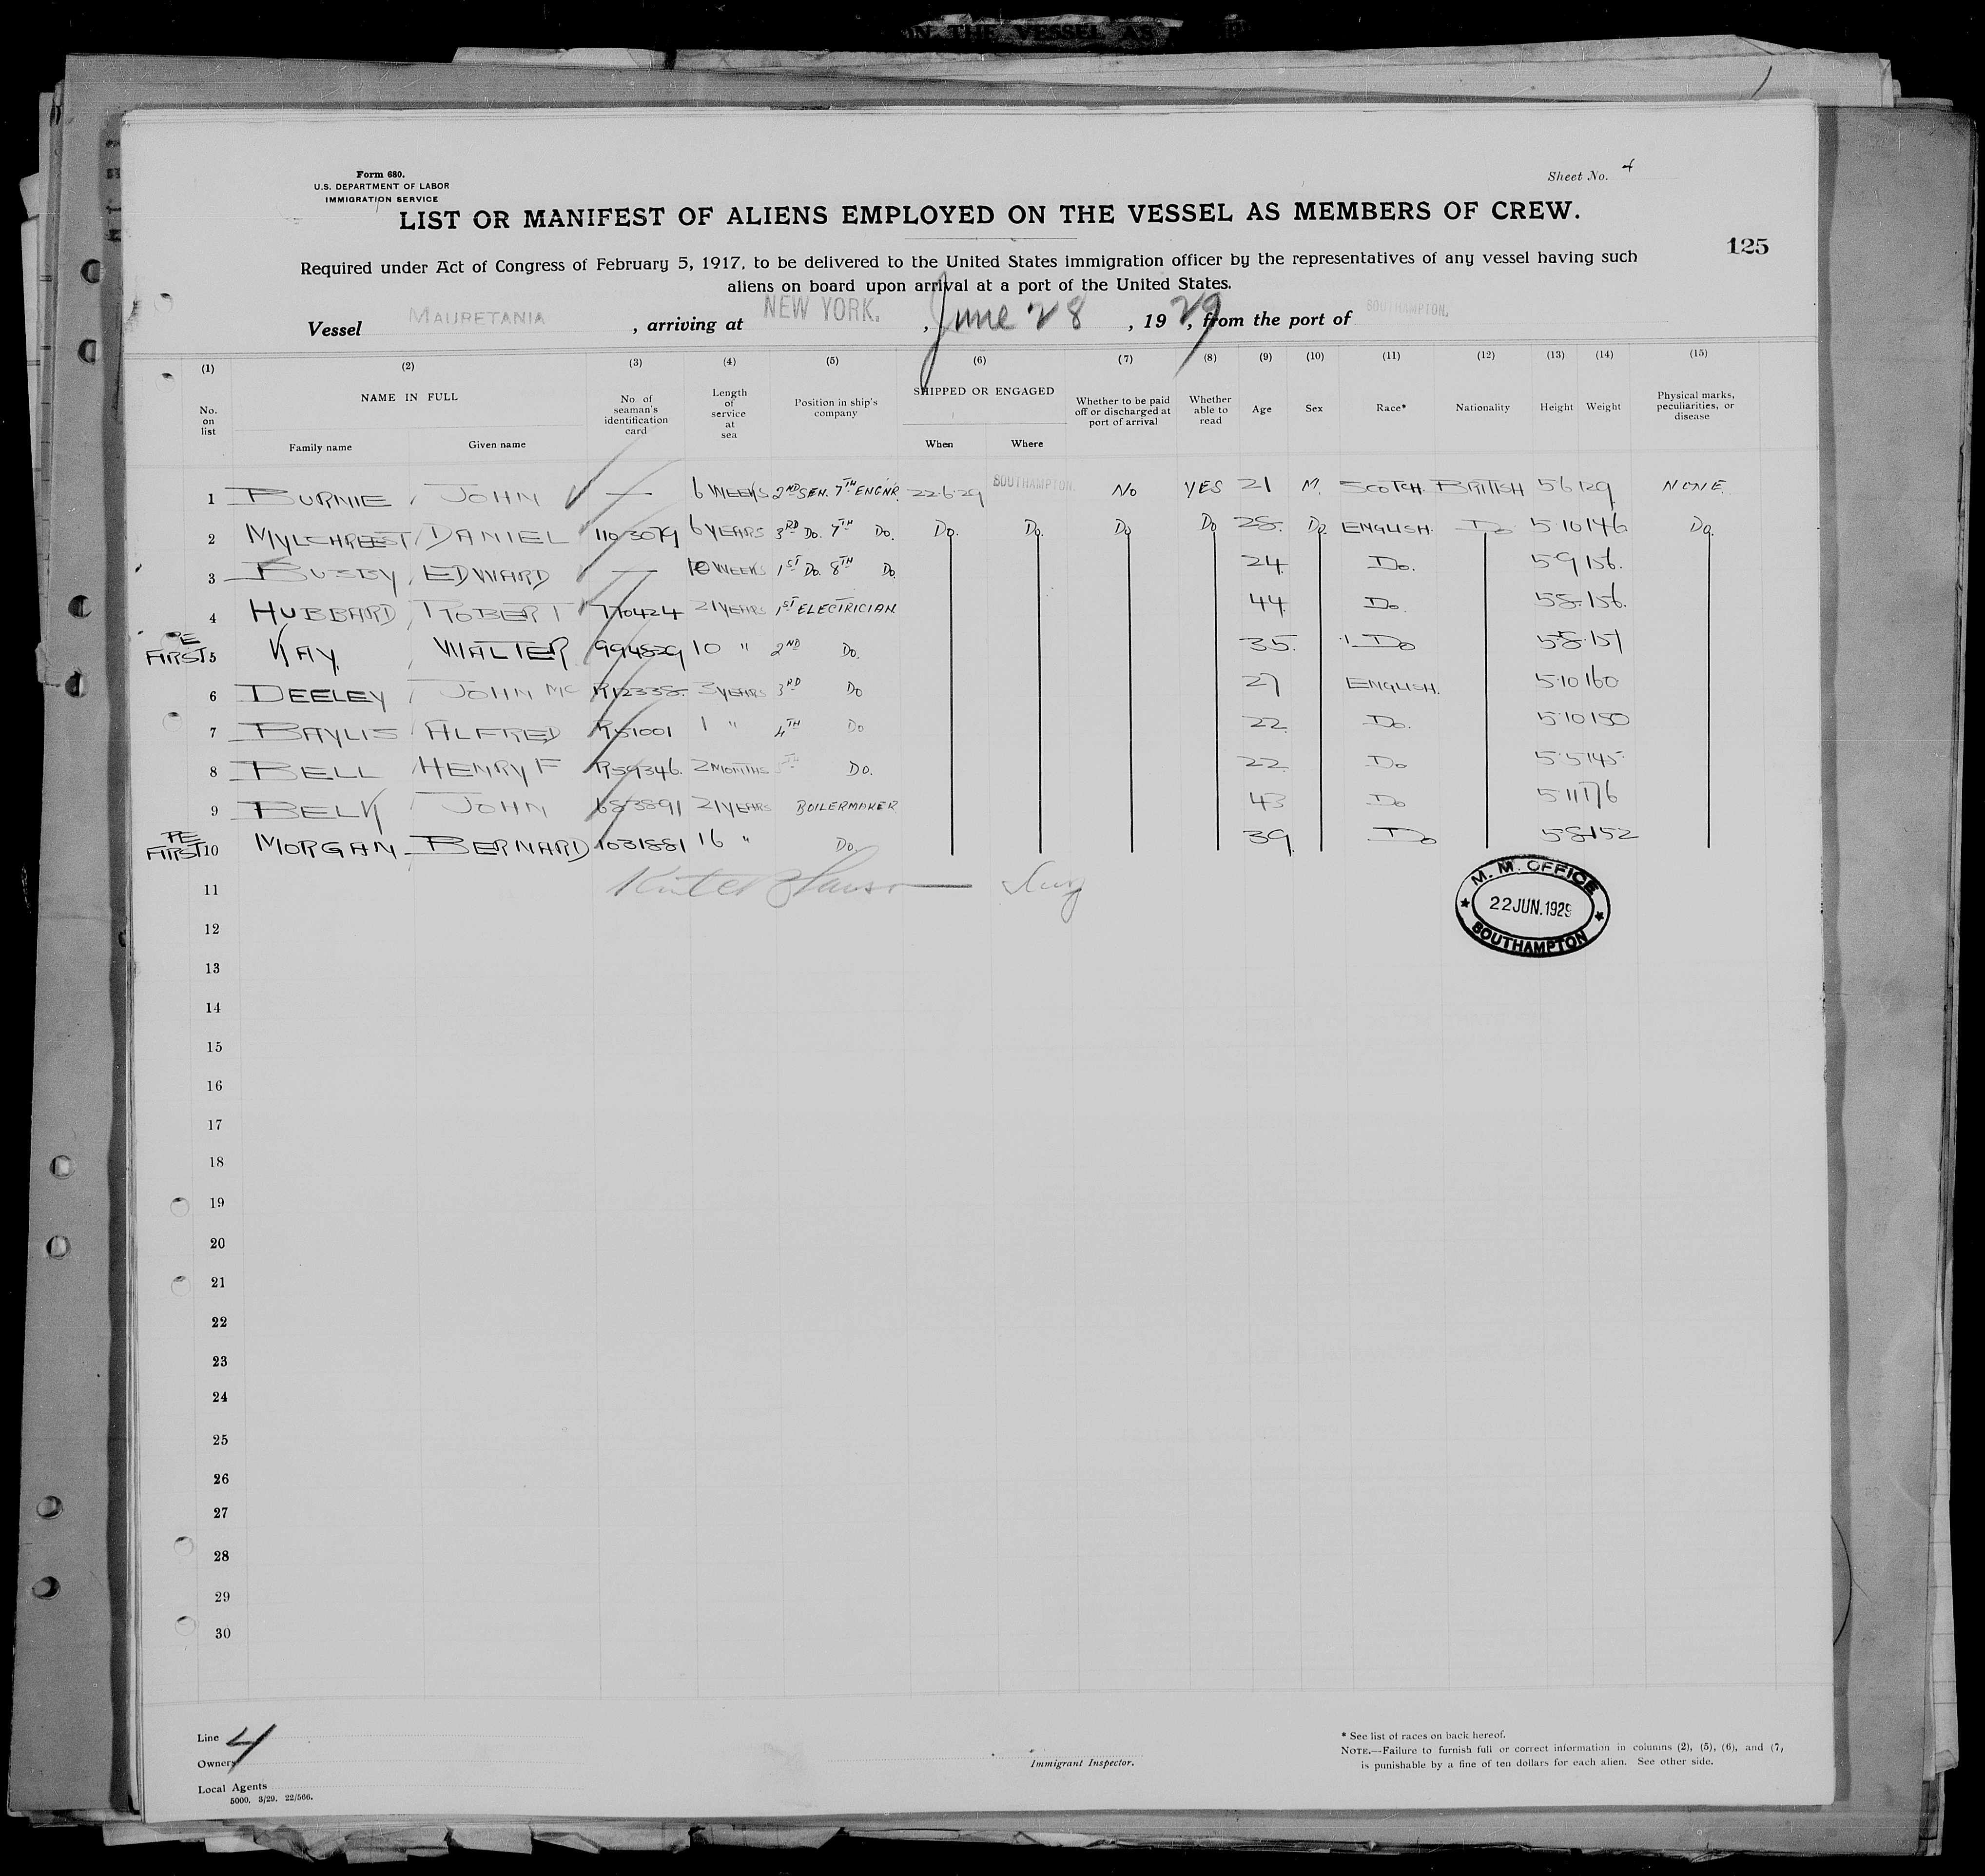 Form 680.
U.S. DEPARTMENT OF LABOR
IMMIGRATION SERVICE
Sheet No. 4
LIST OR MANIFEST OF ALIENS EMPLOYED ON THE VESSEL AS MEMBERS OF CREW.
125
Required under Act of Congress of February 5, 1917, to be delivered to the United States immigration officer by the representatives of any vessel having such
aliens on board upon arrival at a port of the United States.
Vessel MAURETANIA, arriving at NEW YORK., June 28, 1929, from the port of SOUTHAMPTON.
(1) (2) (3) (4) (5) (6) (7) (8) (9) (10) (11) (12) (13) (14) (15)
No. on list NAME IN FULL Family name Given name No of seaman's identification card Length of service at sea Position in ship's company SHIPPED OR ENGAGED When Where Whether to be paid off or discharged at port of arrival Whether able to read Age Sex Race* Nationality Height Weight Physical marks, peculiarities, or disease
1 BURNIE JOHN — 6 WEEKS 2ND SEN. 7TH ENGNR. 22.6.29 SOUTHAMPTON. NO YES 21 M. SCOTCH. BRITISH 5 6 129 NONE.
2 MYLCHREEST DANIEL 1103079 6 YEARS 3RD Do. 7TH Do. Do. Do. Do Do 28. Do. ENGLISH. Do 5.10 146 Do.
3 BUSBY EDWARD — 10 WEEKS 1ST Do. 8TH Do. 24 Do. 5 9 156.
4 HUBBARD ROBERT 770424 21 YEARS 1ST ELECTRICIAN 44 Do. 5 8. 156.
PE FIRST 5 KAY. WALTER 994829 10 " 2ND Do. 35. Do 5 8. 151
6 DEELEY JOHN MC R12338. 3 YEARS 3RD Do 27 ENGLISH. 5.10 160
7 BAYLIS ALFRED R51001 1 " 4TH Do 22 Do. 5.10 150
8 BELL HENRY F R59346. 2 MONTHS Do. 22 Do 5.5 145
9 BELK JOHN 683891 21 YEARS BOILERMAKER 43 Do 5.11 176
PE FIRST 10 MORGAN BERNARD 1031881 16 " Do. 39. Do 5 8 152
11
M. M. OFFICE
22 JUN. 1929
SOUTHAMPTON
12
13
14
15
16
17
18
19
20
21
22
23
24
25
26
27
28
29
30
Line 4
Owners
Local Agents
5000. 3/29. 22/566.
Immigrant Inspector.
* See list of races on back hereof.
NOTE.—Failure to furnish full or correct information in columns (2), (5), (6), and (7,
is punishable by a fine of ten dollars for each alien. See other side.